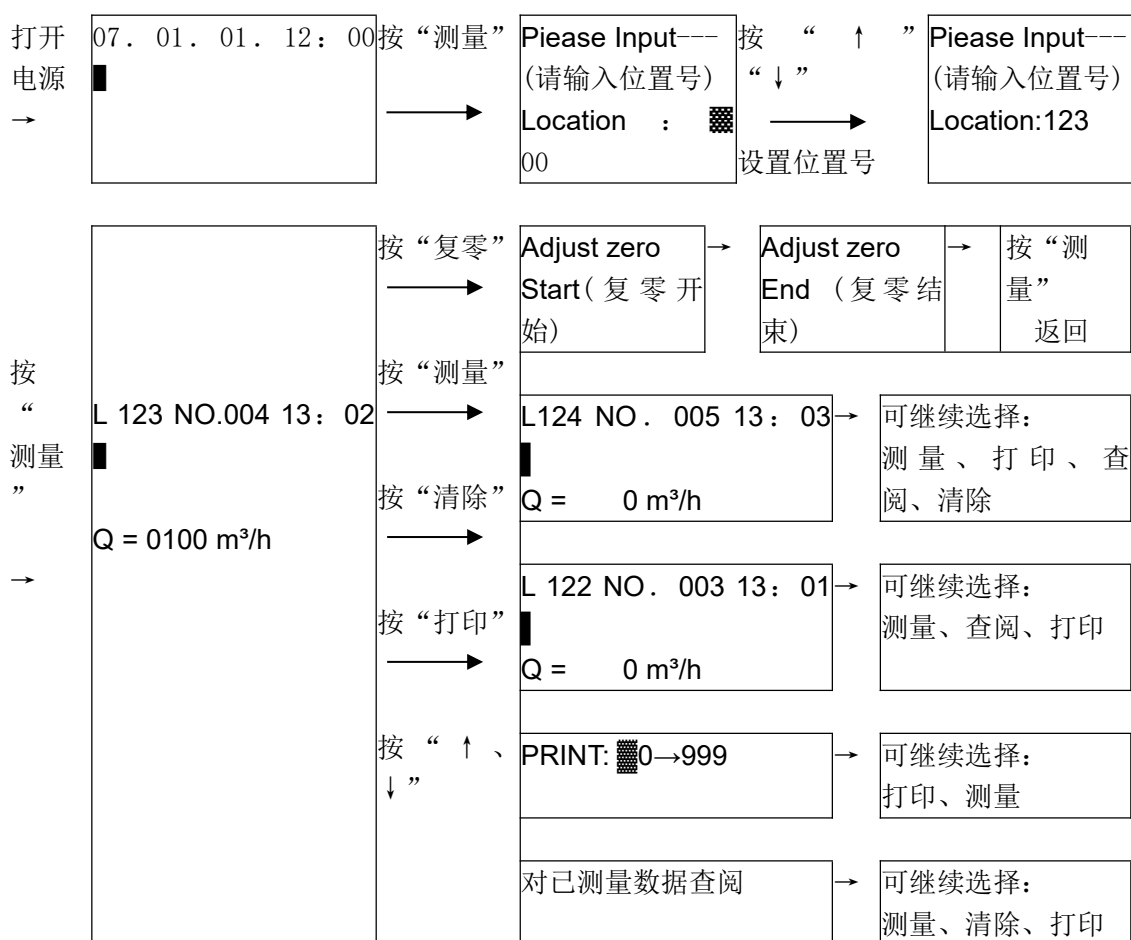 打开
电源
→
07. 01. 01. 12：00
按“测量”
Piease Input---
(请输入位置号)
Location ：
00
按 “ ↑ ”
“↓”
设置位置号
Piease Input---
(请输入位置号)
Location:123
按
“
测量
”
→
L 123 NO.004 13：02
Q = 0100 m³/h
按“复零”
Adjust zero
Start(复零开
始)
→
Adjust zero
End （复零结
束）
→
按“测
量”
返回
按“测量”
L124 NO． 005 13：03
Q = 0 m³/h
→
可继续选择：
测量、打印、查
阅、清除
按“清除”
L 122 NO． 003 13：01
Q = 0 m³/h
→
可继续选择：
测量、查阅、打印
按“打印”
PRINT: ▓0→999
→
可继续选择：
打印、测量
按“↑、
↓”
对已测量数据查阅
→
可继续选择：
测量、清除、打印